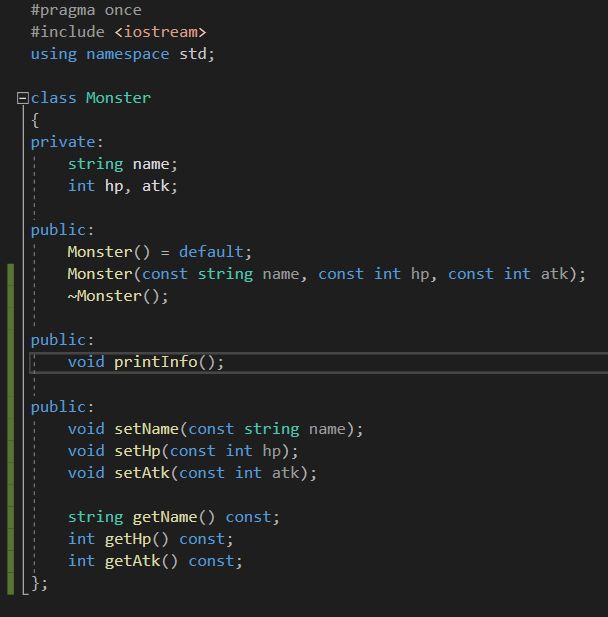 #pragma once
#include <iostream>
using namespace std;
class Monster
{
private:
string name;
int hp, atk;
public:
Monster() = default;
Monster(const string name, const int hp, const int atk);
~Monster();
public:
void printInfo();
public:
void setName(const string name);
void setHp(const int hp);
void setAtk(const int atk);
string getName() const;
int getHp() const;
int getAtk() const;
};